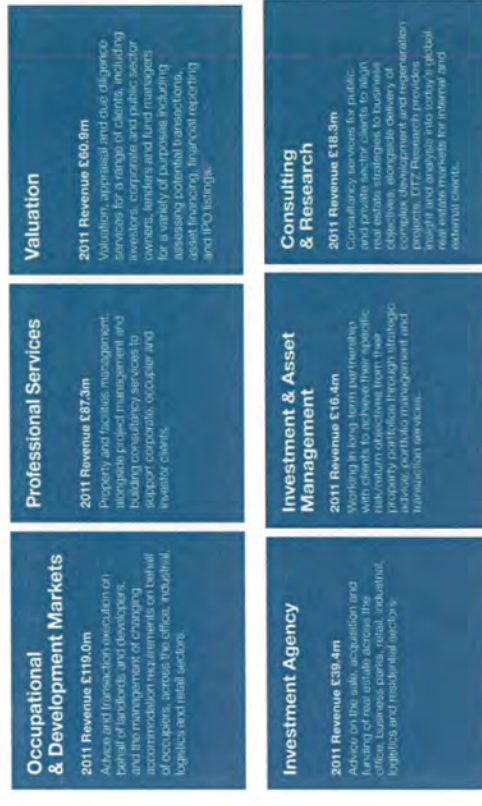 Occupational
& Development Markets
2011 Revenue £119.0m
Advice and transaction execution on
behalf of landlords and developers,
and the management of changing
accommodation requirements on behalf
of occupiers, across the office, industrial,
logistics and retail sectors.
Professional Services
2011 Revenue £87.3m
Property and facilities management,
alongside project management and
building consultancy services to
support corporate, occupier and
investor clients.
Valuation
2011 Revenue £60.9m
Valuation, appraisal and due diligence
services for a range of clients, including
investors, corporate and public sector
owners, lenders and fund managers
for a variety of purposes including
assessing potential transactions,
asset financing, financial reporting
and IPO listings.
Investment Agency
2011 Revenue £39.4m
Advice on the sale, acquisition and
funding of real estate across the
office, business parks, retail, industrial,
logistics and residential sectors.
Investment & Asset
Management
2011 Revenue £16.4m
Working in long-term partnership
with clients to achieve their specific
risk/return objectives from their
property portfolios through strategic
advice, portfolio management and
transaction services.
Consulting
& Research
2011 Revenue £18.3m
Consultancy services for public
and private sector clients to align
real estate strategies to business
objectives, alongside delivery of
complex development and regeneration
projects. DTZ Research provides
insight and analysis into today's global
real estate markets for internal and
external clients.